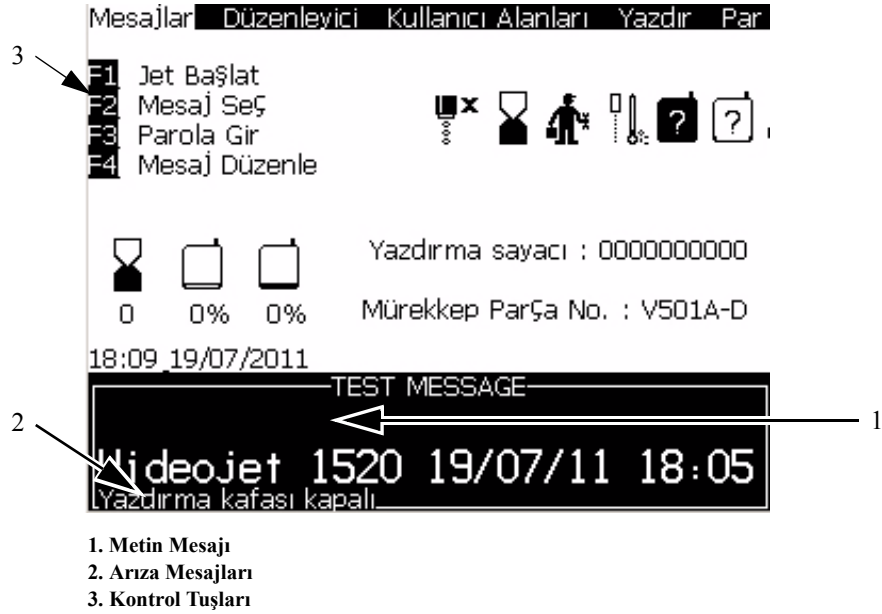 Mesajlar Düzenleyici Kullanıcı Alanları Yazdır Par
3
F1 Jet Başlat
F2 Mesaj Seç
F3 Parola Gir
F4 Mesaj Düzenle
? ?
Yazdırma sayacı : 0000000000
0 0% 0%
Mürekkep Parça No. : V501A-D
18:09 19/07/2011
TEST MESSAGE
2
1
Videojet 1520 19/07/11 18:05
Yazdırma kafası kapalı
1. Metin Mesajı
2. Arıza Mesajları
3. Kontrol Tuşları